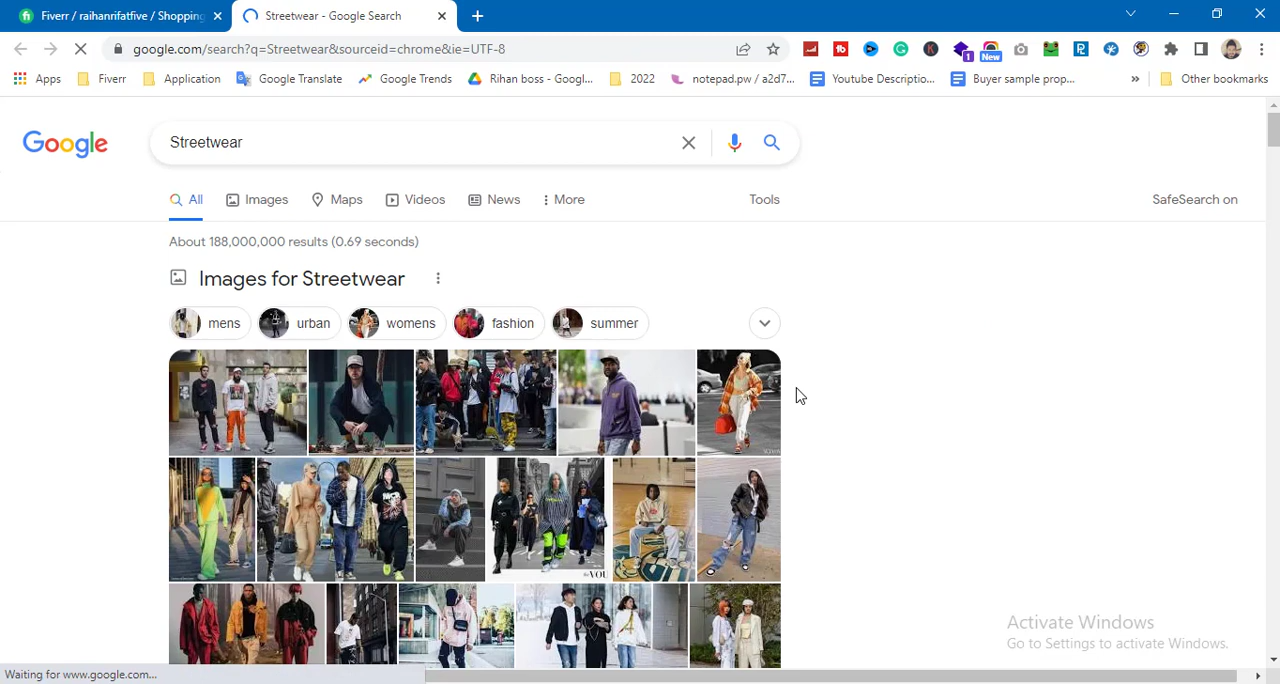 Fiverr / raihanrifatfive / Shopping
Streetwear - Google Search
google.com/search?q=Streetwear&sourceid=chrome&ie=UTF-8
1
New
Apps
Fiverr
Application
Google Translate
Google Trends
Rihan boss - Googl...
2022
notepad.pw / a2d7...
Youtube Descriptio...
Buyer sample prop...
»
Other bookmarks
Google
Streetwear
All
Images
Maps
Videos
News
More
Tools
SafeSearch on
About 188,000,000 results (0.69 seconds)
Images for Streetwear
mens
urban
womens
fashion
summer
YOU
Activate Windows
Go to Settings to activate Windows.
Waiting for www.google.com...